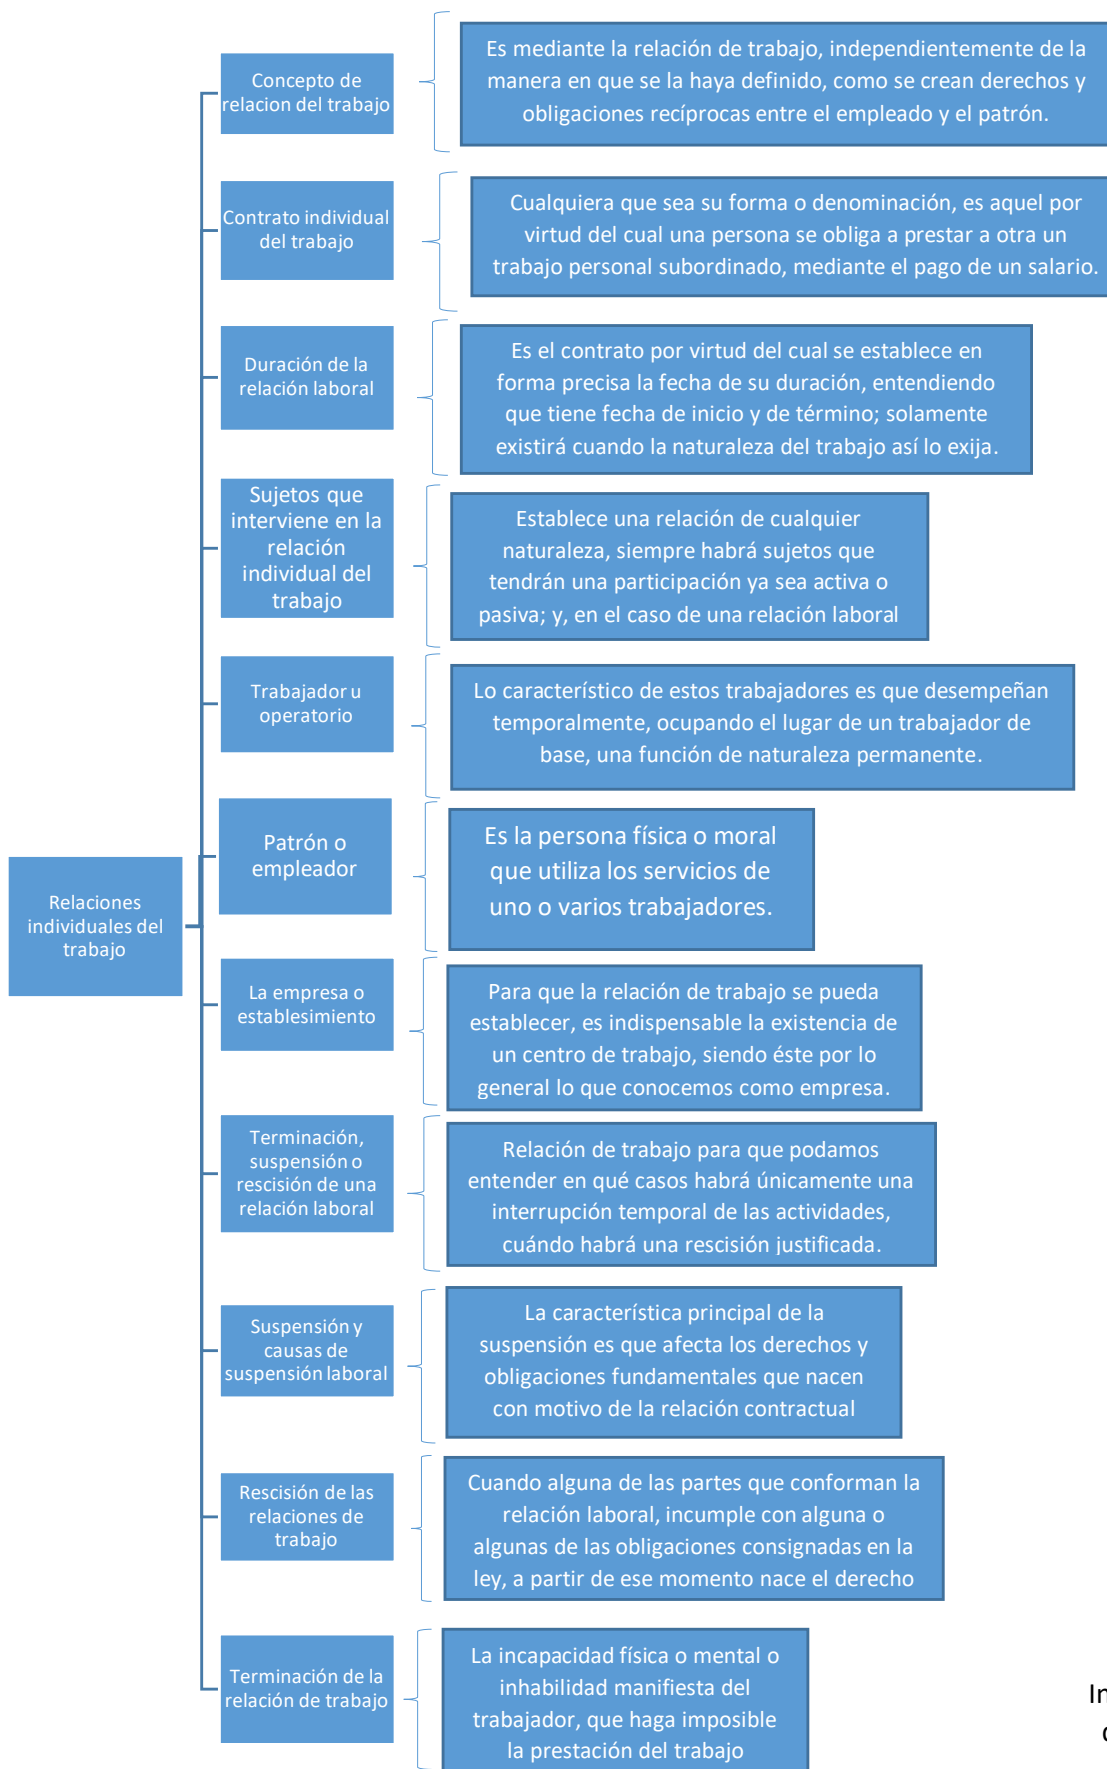 Concepto de
relacion del trabajo
Es mediante la relación de trabajo, independientemente de la
manera en que se la haya definido, como se crean derechos y
obligaciones recíprocas entre el empleado y el patrón.
Contrato individual
del trabajo
Cualquiera que sea su forma o denominación, es aquel por
virtud del cual una persona se obliga a prestar a otra un
trabajo personal subordinado, mediante el pago de un salario.
Duración de la
relación laboral
Es el contrato por virtud del cual se establece en
forma precisa la fecha de su duración, entendiendo
que tiene fecha de inicio y de término; solamente
existirá cuando la naturaleza del trabajo así lo exija.
Sujetos que
interviene en la
relación
individual del
trabajo
Establece una relación de cualquier
naturaleza, siempre habrá sujetos que
tendrán una participación ya sea activa o
pasiva; y, en el caso de una relación laboral
Trabajador u
operatorio
Lo característico de estos trabajadores es que desempeñan
temporalmente, ocupando el lugar de un trabajador de
base, una función de naturaleza permanente.
Patrón o
empleador
Es la persona física o moral
que utiliza los servicios de
uno o varios trabajadores.
Relaciones
individuales del
trabajo
La empresa o
establesimiento
Para que la relación de trabajo se pueda
establecer, es indispensable la existencia de
un centro de trabajo, siendo éste por lo
general lo que conocemos como empresa.
Terminación,
suspensión o
rescisión de una
relación laboral
Relación de trabajo para que podamos
entender en qué casos habrá únicamente una
interrupción temporal de las actividades,
cuándo habrá una rescisión justificada.
Suspensión y
causas de
suspensión laboral
La característica principal de la
suspensión es que afecta los derechos y
obligaciones fundamentales que nacen
con motivo de la relación contractual
Rescisión de las
relaciones de
trabajo
Cuando alguna de las partes que conforman la
relación laboral, incumple con alguna o
algunas de las obligaciones consignadas en la
ley, a partir de ese momento nace el derecho
Terminación de la
relación de trabajo
La incapacidad física o mental o
inhabilidad manifiesta del
trabajador, que haga imposible
la prestación del trabajo